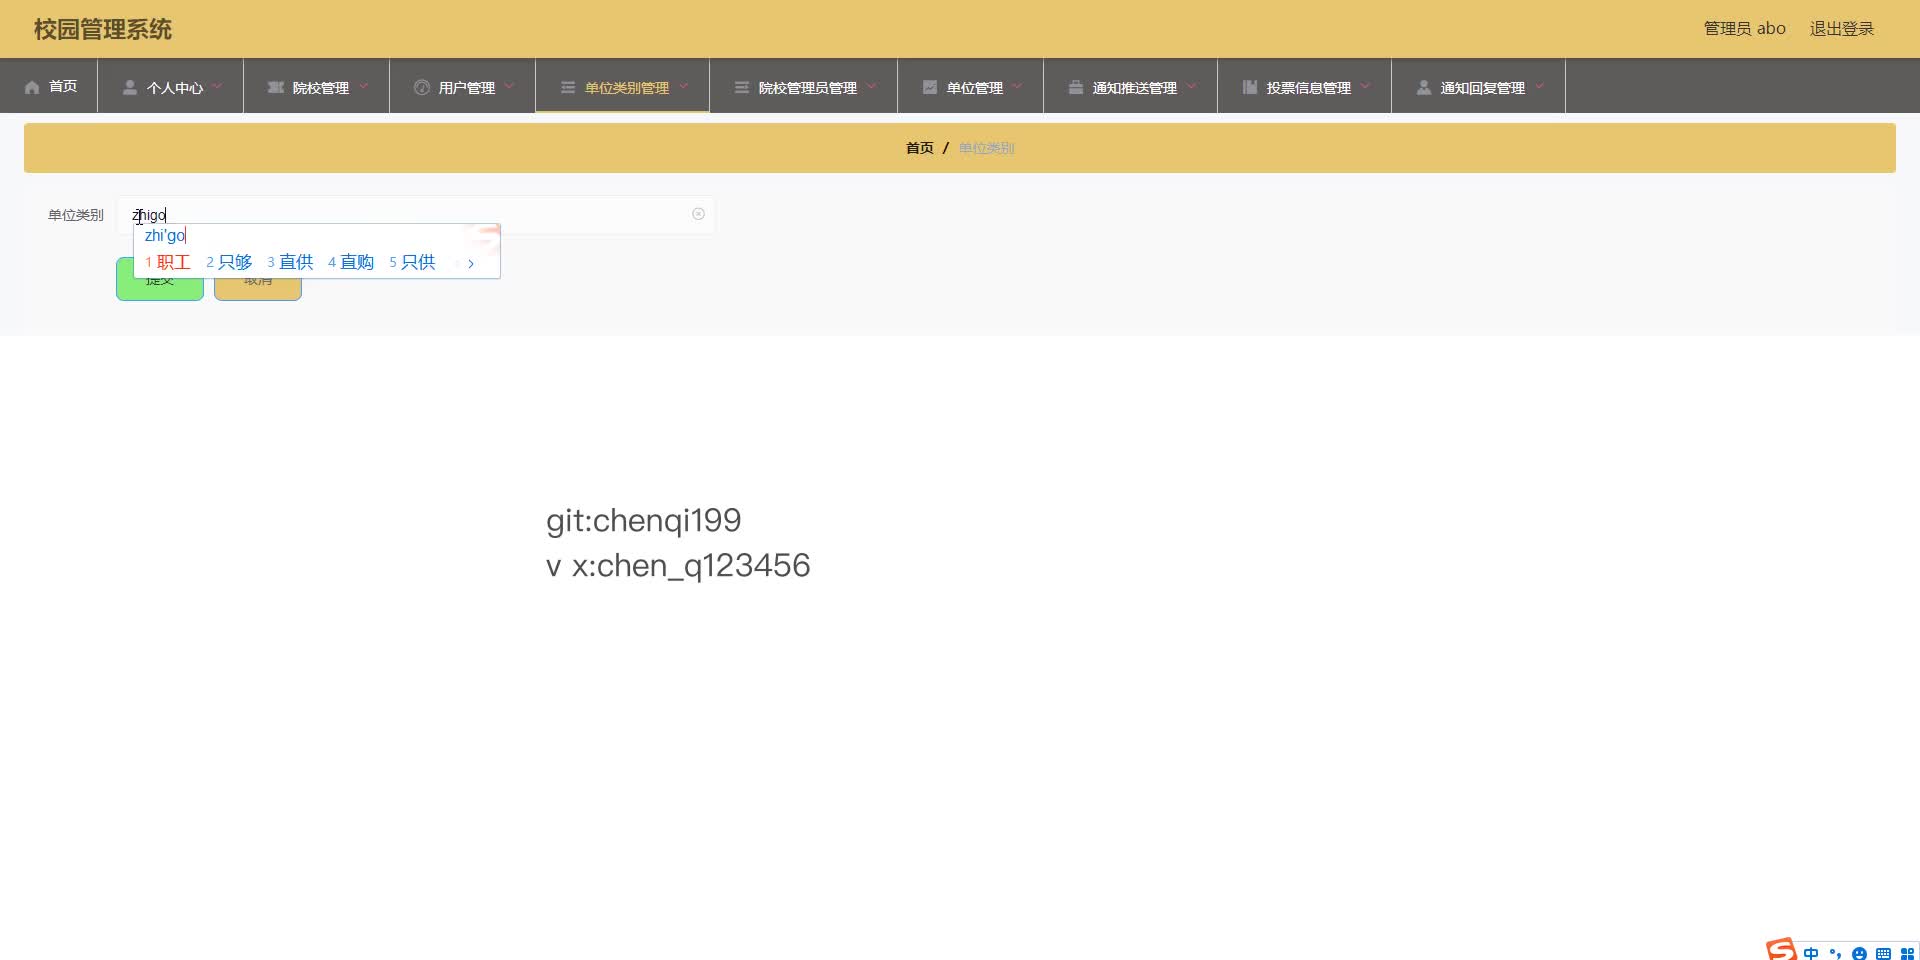 校园管理系统
管理员 abo
退出登录
首页
个人中心
院校管理
用户管理
单位类别管理
院校管理员管理
单位管理
通知推送管理
投票信息管理
通知回复管理
首页 / 单位类别
单位类别
zhigo
zhi'go
1 职工 2 只够 3 直供 4 直购 5 只供
提交
取消
git:chenqi199
v x:chen_q123456
中